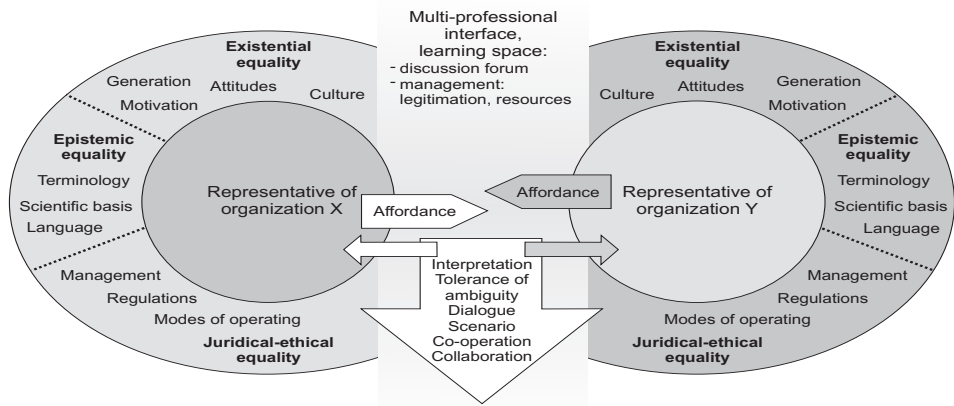 Multi-professional
interface,
learning space:
- discussion forum
- management:
legitimation, resources
Existential
equality
Generation
Attitudes
Motivation
Culture
Epistemic
equality
Terminology
Scientific basis
Language
Management
Regulations
Modes of operating
Juridical-ethical
equality
Representative of
organization X
Affordance
Affordance
Interpretation
Tolerance of
ambiguity
Dialogue
Scenario
Co-operation
Collaboration
Representative of
organization Y
Existential
equality
Culture
Attitudes
Generation
Motivation
Epistemic
equality
Terminology
Scientific basis
Language
Management
Regulations
Modes of operating
Juridical-ethical
equality